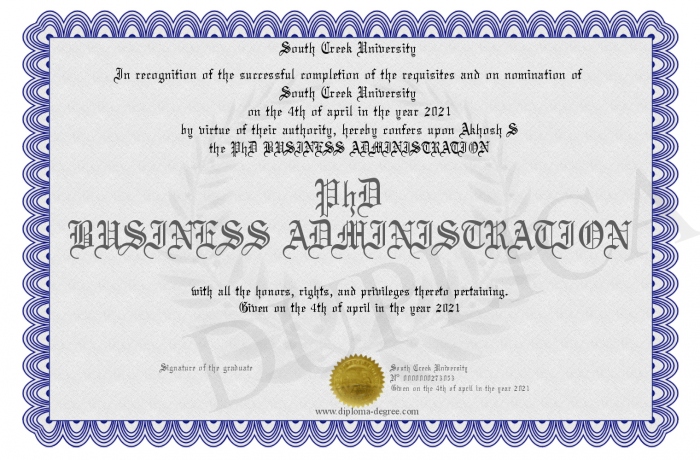 South Creek University
In recognition of the successful completion of the requisites and on nomination of
South Creek University
on the 4th of april in the year 2021
by virtue of their authority, hereby confers upon Akhosh S
the PhD BUSINESS ADMINISTRATION
PhD
BUSINESS ADMINISTRATION
with all the honors, rights, and privileges thereto pertaining.
Given on the 4th of april in the year 2021
DUPLICA
Signature of the graduate
South Creek University
Given on the 4th of april in the year 2021
www.diploma-degree.com